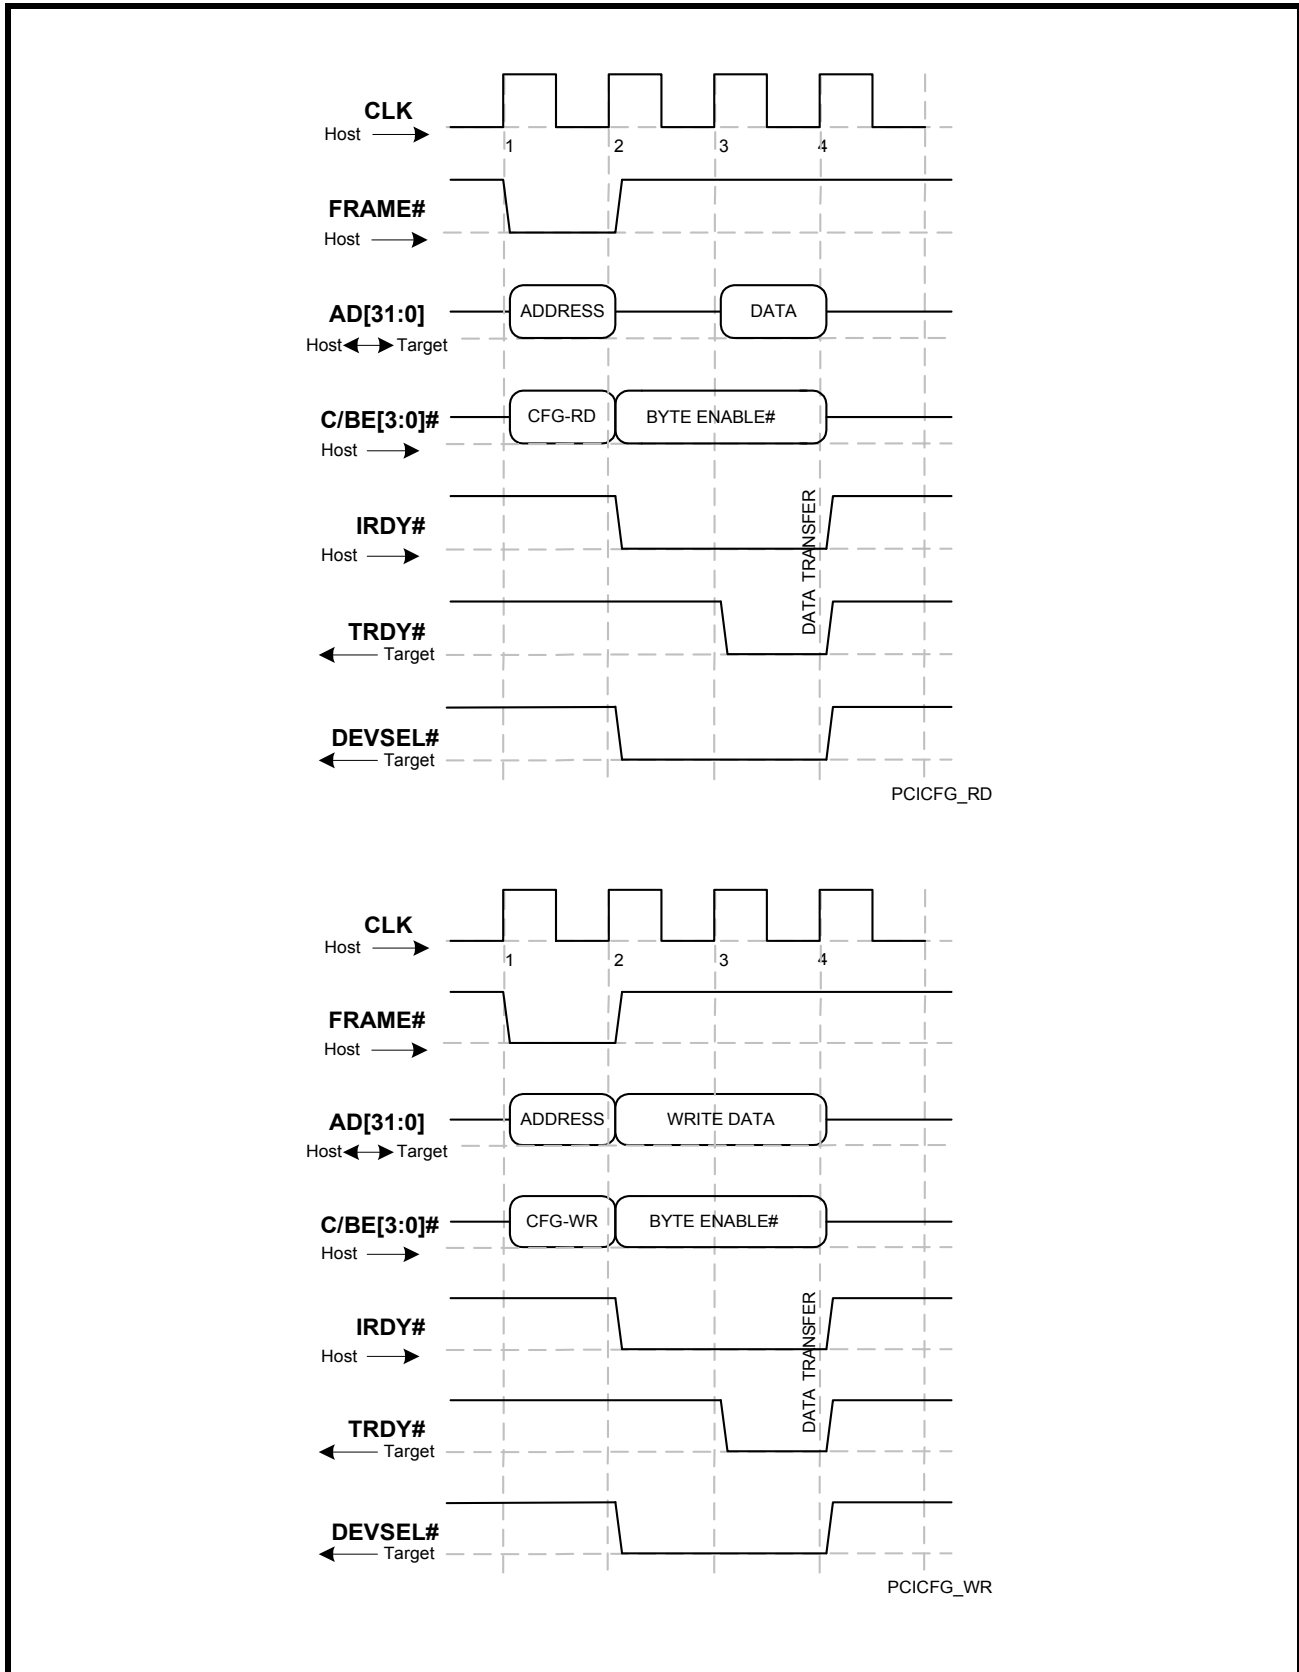 CLK
Host
1 2 3 4
FRAME#
Host
AD[31:0] ADDRESS DATA
Host Target
C/BE[3:0]# CFG-RD BYTE ENABLE#
Host
IRDY#
Host
DATA TRANSFER
TRDY#
Target
DEVSEL#
Target
PCICFG_RD
CLK
Host
1 2 3 4
FRAME#
Host
AD[31:0] ADDRESS WRITE DATA
Host Target
C/BE[3:0]# CFG-WR BYTE ENABLE#
Host
IRDY#
Host
DATA TRANSFER
TRDY#
Target
DEVSEL#
Target
PCICFG_WR